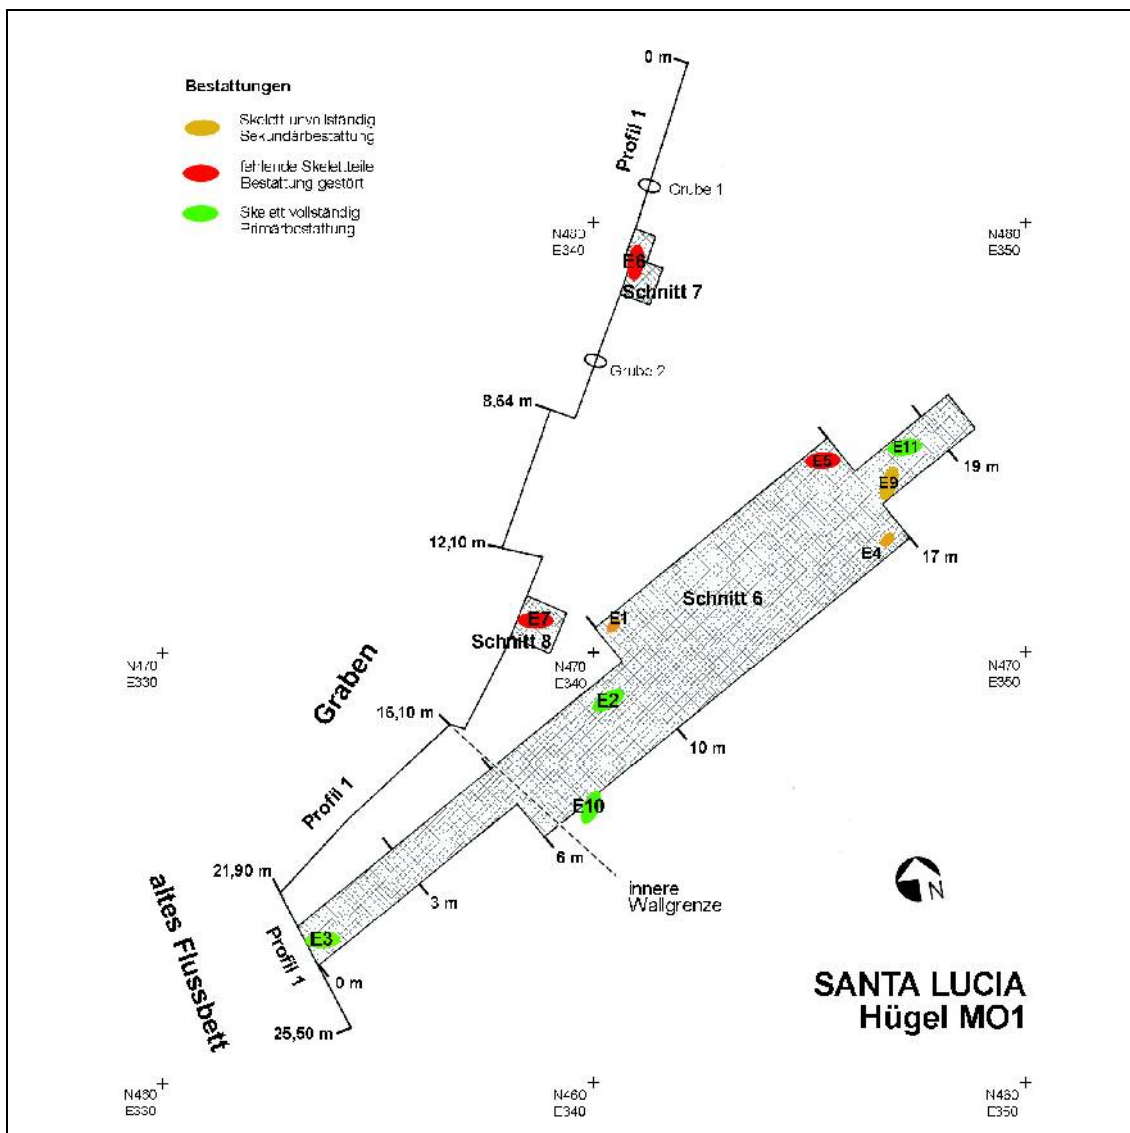 Bestattungen
Skelett unvollständig
Sekundärbestattung
fehlende Skelettteile
Bestattung gestört
Skelett vollständig
Primärbestattung
0 m
Profil 1
Grube 1
N480
E340
N480
E350
E6
Schnitt 7
Grube 2
8,54 m
E5
E11
19 m
E9
12,10 m
E4
17 m
Schnitt 6
E7
E1
Schnitt 8
N470
E330
N470
E340
N470
E350
Graben
E2
15,10 m
10 m
Profil 1
E10
6 m
21,90 m
innere
Wallgrenze
3 m
N
altes Flussbett
E3
Profil 1
0 m
25,50 m
SANTA LUCIA
Hügel MO1
N460
E330
N460
E340
N460
E350